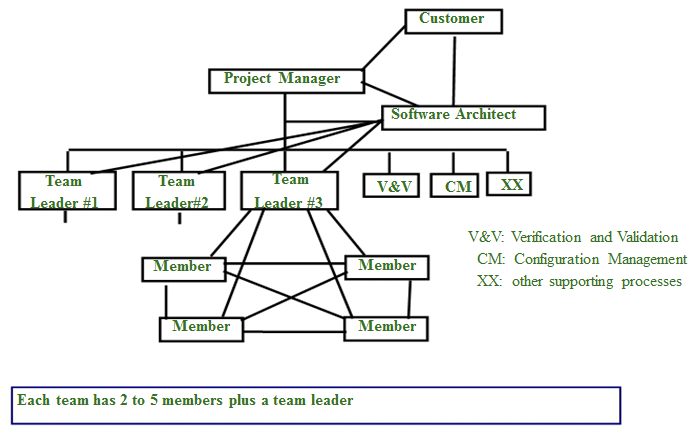 Customer
Project Manager
Software Architect
Team
Leader #1
Team
Leader#2
Team
Leader #3
V&V
CM
XX
V&V: Verification and Validation
CM: Configuration Management
XX: other supporting processes
Member
Member
Member
Member
Each team has 2 to 5 members plus a team leader